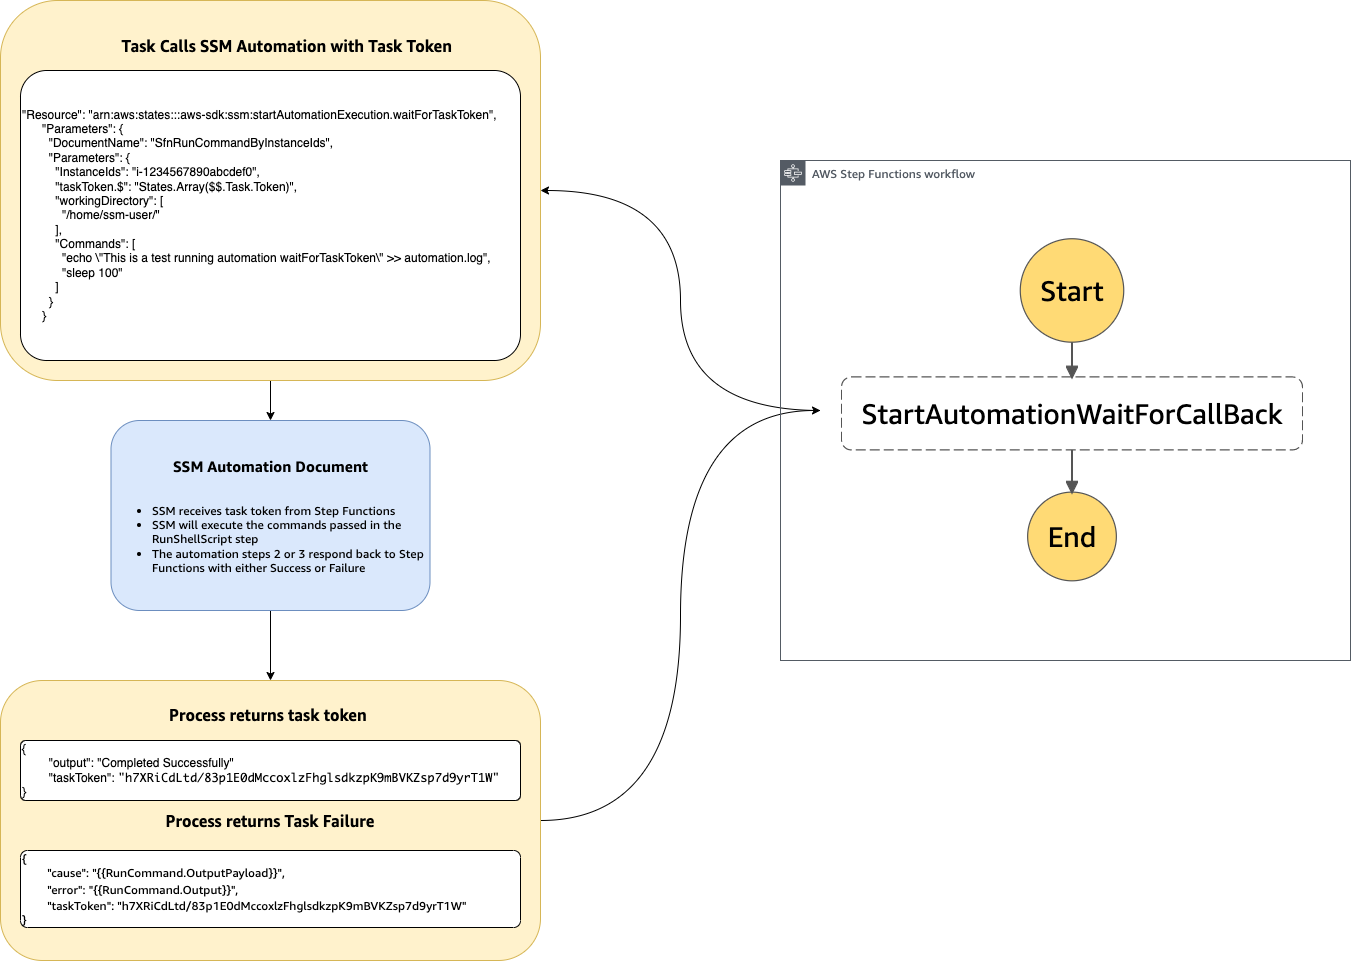 Task Calls SSM Automation with Task Token
"Resource": "arn:aws:states:::aws-sdk:ssm:startAutomationExecution.waitForTaskToken",
"Parameters": {
"DocumentName": "SfnRunCommandByInstanceIds",
"Parameters": {
"InstanceIds": "i-1234567890abcdef0",
"taskToken.$": "States.Array($$.Task.Token)",
"workingDirectory": [
"/home/ssm-user/"
],
"Commands": [
"echo \"This is a test running automation waitForTaskToken\" >> automation.log",
"sleep 100"
]
}
}
SSM Automation Document
• SSM receives task token from Step Functions
• SSM will execute the commands passed in the
RunShellScript step
• The automation steps 2 or 3 respond back to Step
Functions with either Success or Failure
Process returns task token
{
"output": "Completed Successfully"
"taskToken": "h7XRiCdLtd/83p1E0dMccoxlzFhglsdkzpK9mBVKZsp7d9yrT1W"
}
Process returns Task Failure
{
"cause": "{{RunCommand.OutputPayload}}",
"error": "{{RunCommand.Output}}",
"taskToken": "h7XRiCdLtd/83p1E0dMccoxlzFhglsdkzpK9mBVKZsp7d9yrT1W"
}
AWS Step Functions workflow
Start
StartAutomationWaitForCallBack
End